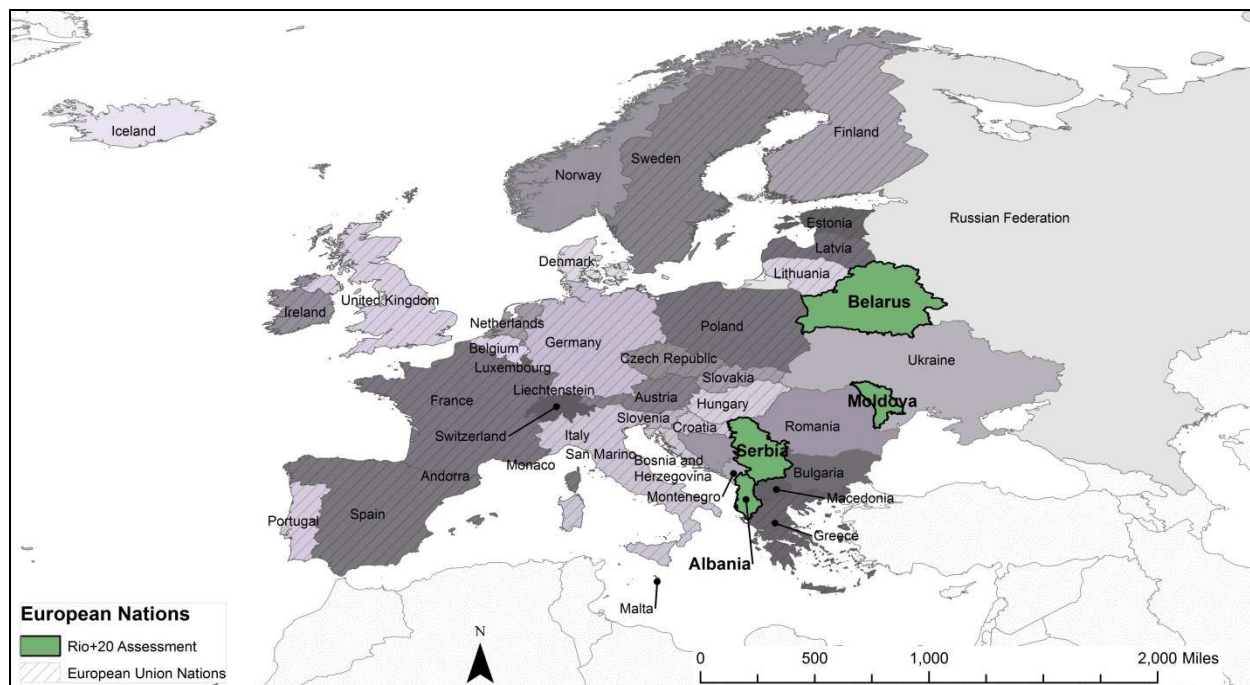 Iceland
Finland
Sweden
Norway
Russian Federation
Estonia
Latvia
Denmark
Lithuania
United Kingdom
Belarus
Ireland
Netherlands
Poland
Germany
Belgium
Czech Republic
Ukraine
Luxembourg
Slovakia
Liechtenstein
Austria
France
Hungary
Moldova
Slovenia
Romania
Croatia
Switzerland
Italy
Serbia
San Marino
Bosnia and
Herzegovina
Monaco
Andorra
Bulgaria
Montenegro
Macedonia
Portugal
Spain
Greece
Albania
Malta
European Nations
Rio+20 Assessment
European Union Nations
N
0 500 1,000 2,000 Miles